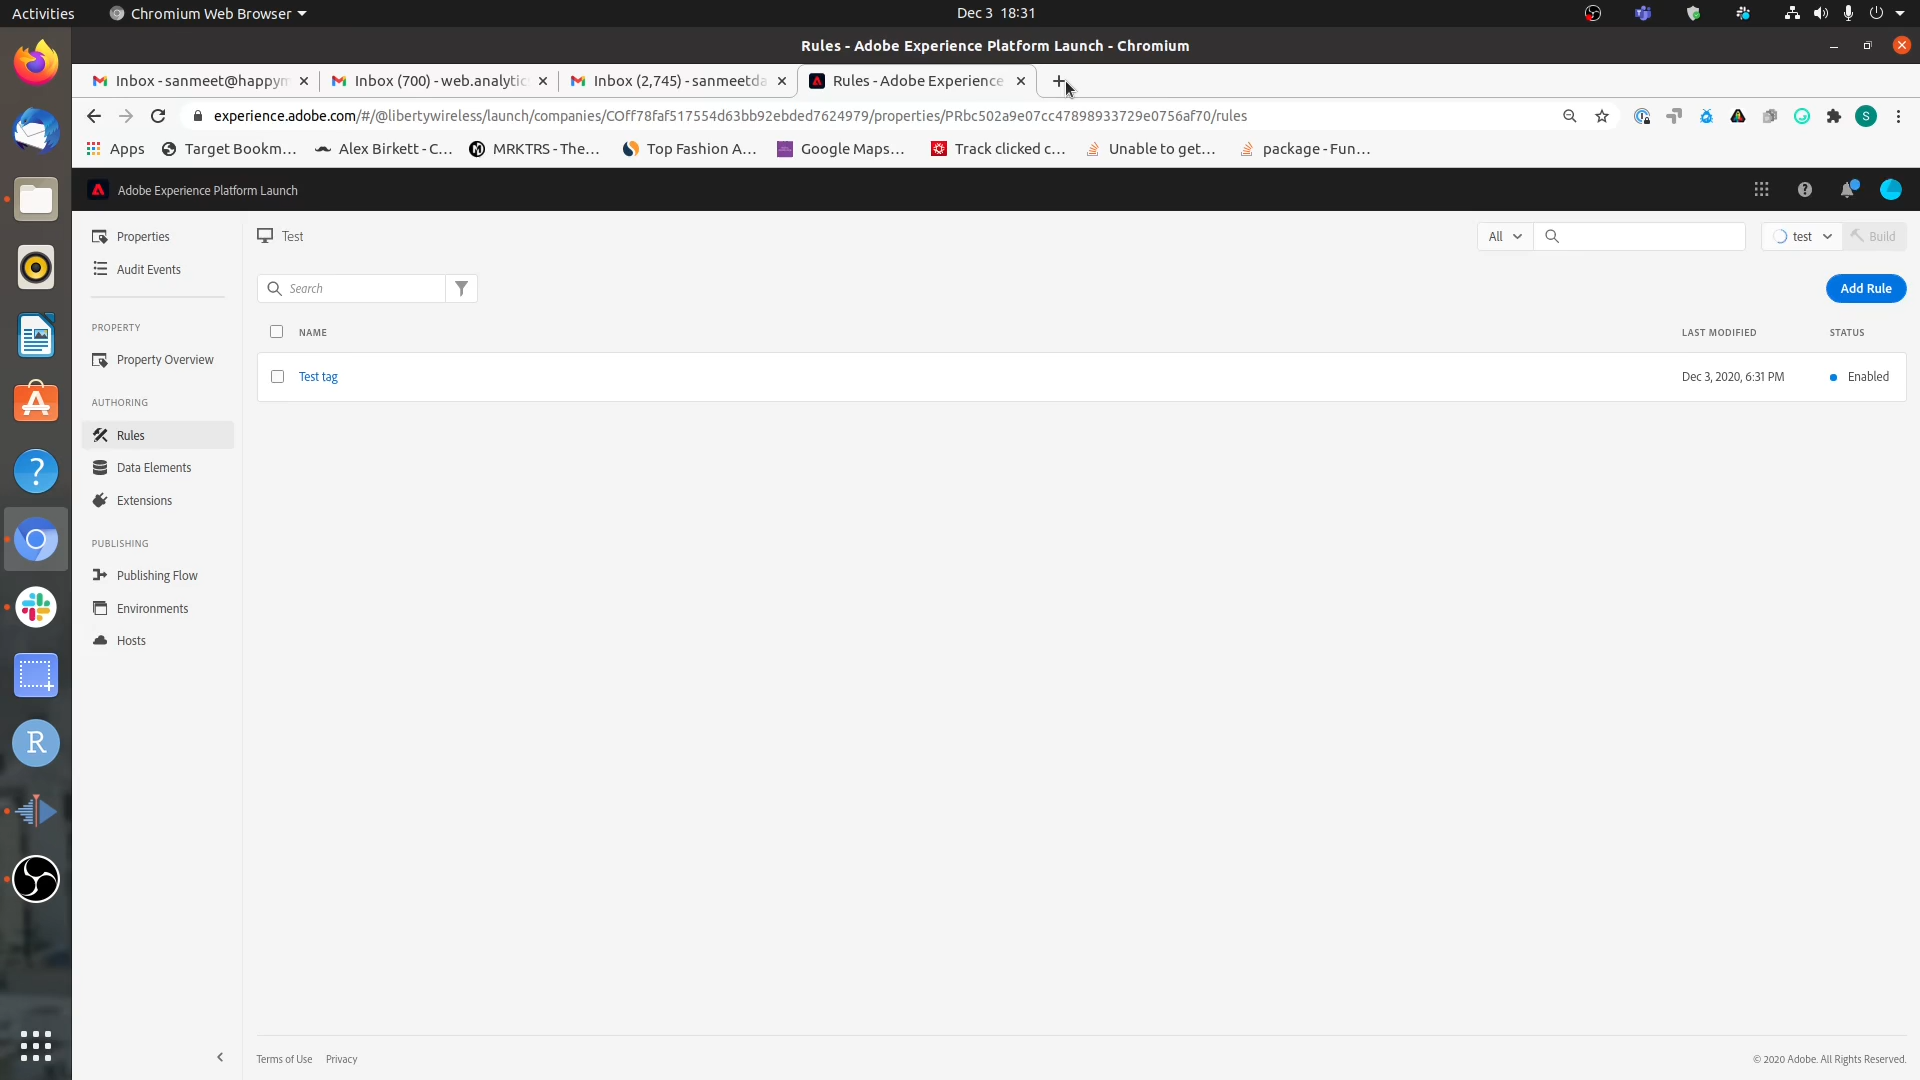 Activities
Chromium Web Browser
Dec 3 18:31
Rules - Adobe Experience Platform Launch - Chromium
Inbox - sanmeet@happym
Inbox (700) - web.analytic
Inbox (2,745) - sanmeetda
Rules - Adobe Experience
experience.adobe.com/#/@libertywireless/launch/companies/COff78faf517554d63bb92ebded7624979/properties/PRbc502a9e07cc47898933729e0756af70/rules
S
Apps
Target Bookm...
Alex Birkett - C...
MRKTRS - The...
Top Fashion A...
Google Maps...
Track clicked c...
Unable to get...
package - Fun...
Adobe Experience Platform Launch
Properties
Audit Events
PROPERTY
Property Overview
AUTHORING
Rules
Data Elements
Extensions
PUBLISHING
Publishing Flow
Environments
Hosts
Test
All
test
Build
Search
Add Rule
NAME
LAST MODIFIED
STATUS
Test tag
Dec 3, 2020, 6:31 PM
Enabled
Terms of Use
Privacy
© 2020 Adobe. All Rights Reserved.